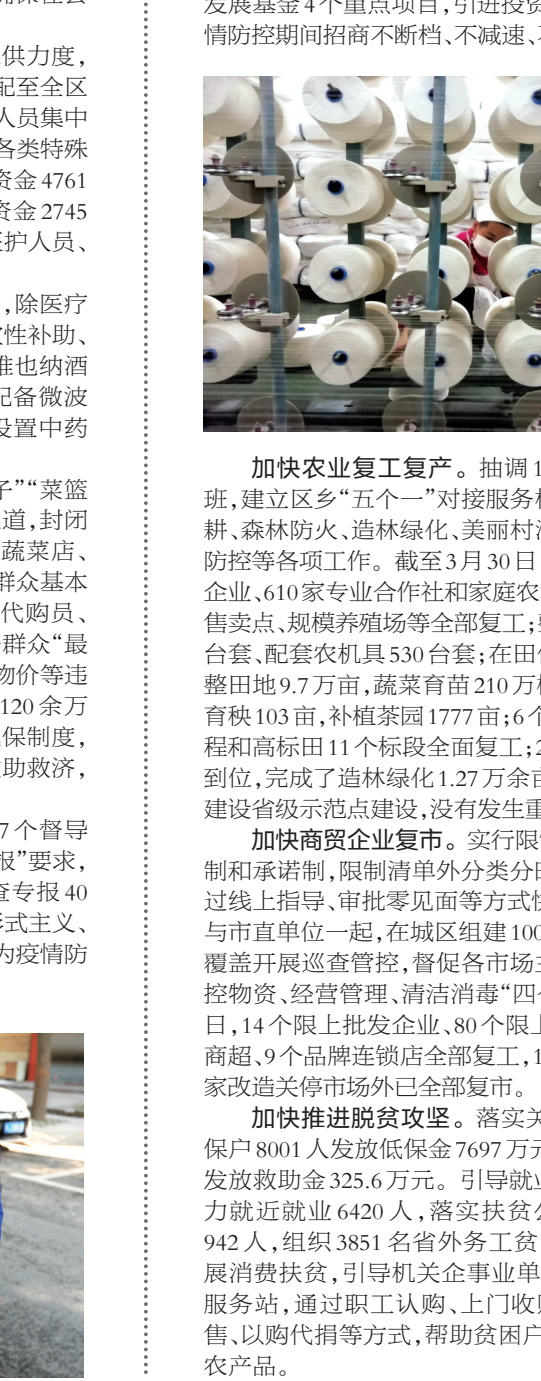 供力度，
配至全区
人员集中
各类特殊
资金4761
资金2745
医护人员、
，除医疗
次性补助、
难也纳酒
配备微波
设置中药
子”“菜篮
道，封闭
蔬菜店、
群众基本
代购员、
群众“最
物价等违
120余万
保制度，
助救济，
7个督导
报”要求，
查专报40
形式主义、
为疫情防
发展基金4个重点项目，引进投资
情防控期间招商不断档、不减速、
加快农业复工复产。抽调1
班，建立区乡“五个一”对接服务
耕、森林防火、造林绿化、美丽村
防控等各项工作。截至3月30日
企业、610家专业合作社和家庭农
售卖点、规模养殖场等全部复工；
台套、配套农机具530台套；在田
整田地9.7万亩，蔬菜育苗210万
育秧103亩，补植茶园1777亩；6个
程和高标田11个标段全面复工；2
到位，完成了造林绿化1.27万余亩
建设省级示范点建设，没有发生重
加快商贸企业复市。实行限
制和承诺制，限制清单外分类分时
过线上指导、审批零见面等方式快
与市直单位一起，在城区组建100
覆盖开展巡查管控，督促各市场主
控物资、经营管理、清洁消毒“四个
日，14个限上批发企业、80个限上
商超、9个品牌连锁店全部复工，1
家改造关停市场外已全部复市。
加快推进脱贫攻坚。落实关
保户8001人发放低保金7697万元
发放救助金325.6万元。引导就业
力就近就业6420人，落实扶贫公
942人，组织3851名省外务工贫
展消费扶贫，引导机关企事业单
服务站，通过职工认购、上门收购
售、以购代捐等方式，帮助贫困户
农产品。